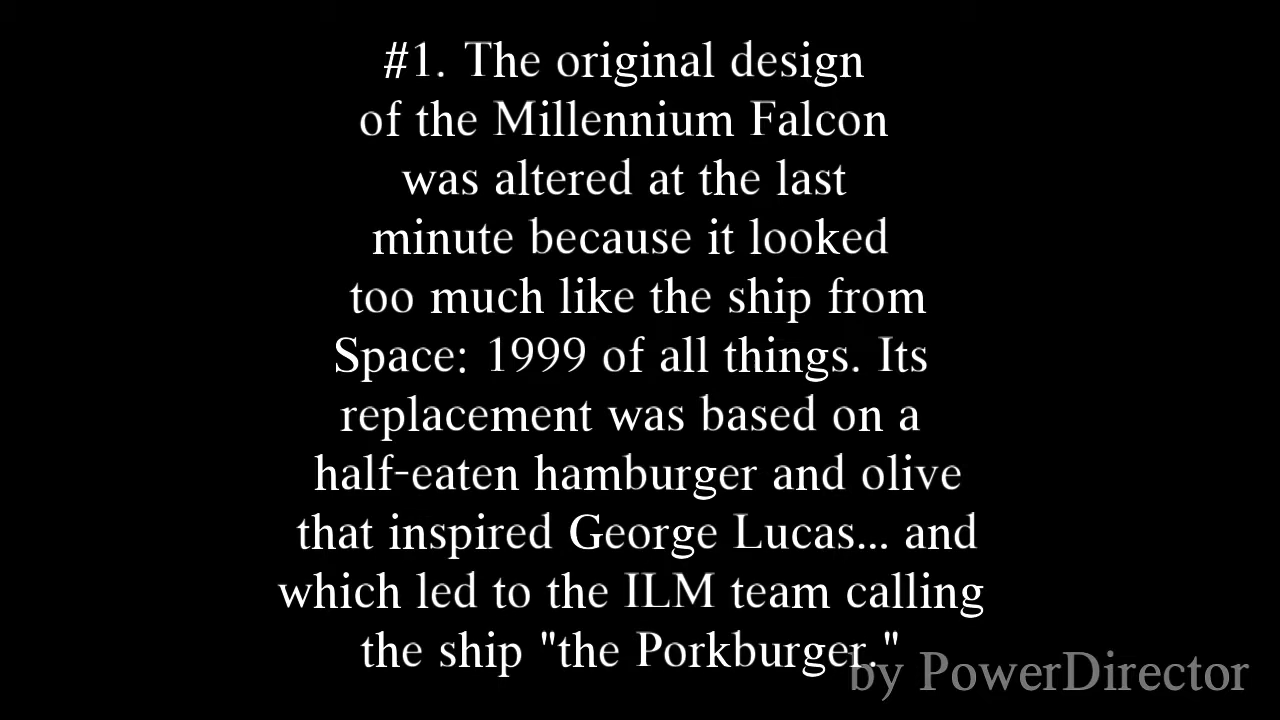 #1. The original design
of the Millennium Falcon
was altered at the last
minute because it looked
too much like the ship from
Space: 1999 of all things. Its
replacement was based on a
half-eaten hamburger and olive
that inspired George Lucas... and
which led to the ILM team calling
the ship "the Porkburger."
by PowerDirector